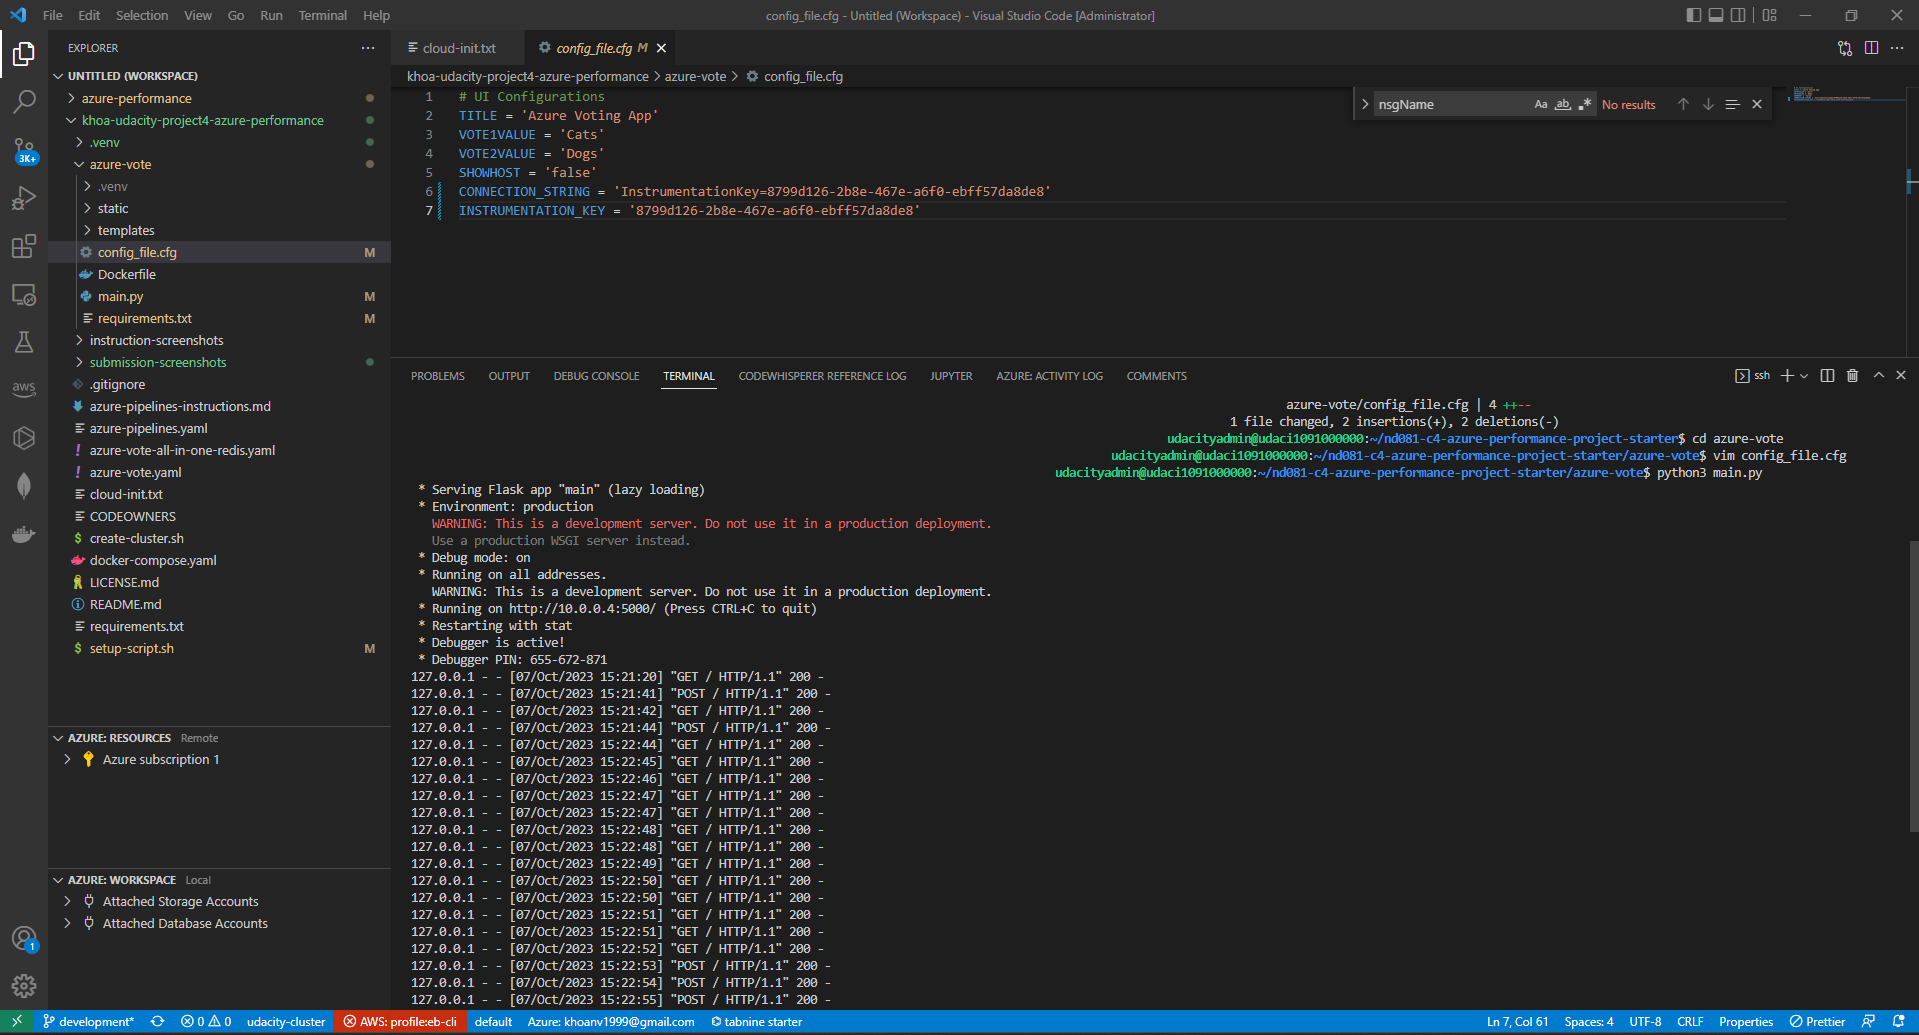 File Edit Selection View Go Run Terminal Help
config_file.cfg - Untitled (Workspace) - Visual Studio Code [Administrator]
EXPLORER
UNTITLED (WORKSPACE)
azure-performance
khoa-udacity-project4-azure-performance
.venv
azure-vote
.venv
static
templates
config_file.cfg M
Dockerfile
main.py M
requirements.txt M
instruction-screenshots
submission-screenshots
.gitignore
azure-pipelines-instructions.md
azure-pipelines.yaml
azure-vote-all-in-one-redis.yaml
azure-vote.yaml
cloud-init.txt
CODEOWNERS
create-cluster.sh
docker-compose.yaml
LICENSE.md
README.md
requirements.txt
setup-script.sh M
AZURE: RESOURCES Remote
Azure subscription 1
AZURE: WORKSPACE Local
Attached Storage Accounts
Attached Database Accounts
3K+
aws
1
cloud-init.txt config_file.cfg M
khoa-udacity-project4-azure-performance > azure-vote > config_file.cfg
1 # UI Configurations
2 TITLE = 'Azure Voting App'
3 VOTE1VALUE = 'Cats'
4 VOTE2VALUE = 'Dogs'
5 SHOWHOST = 'false'
6 CONNECTION_STRING = 'InstrumentationKey=8799d126-2b8e-467e-a6f0-ebff57da8de8'
7 INSTRUMENTATION_KEY = '8799d126-2b8e-467e-a6f0-ebff57da8de8'
nsgName Aa ab .* No results
PROBLEMS OUTPUT DEBUG CONSOLE TERMINAL CODEWHISPERER REFERENCE LOG JUPYTER AZURE: ACTIVITY LOG COMMENTS
ssh
azure-vote/config_file.cfg | 4 ++--
1 file changed, 2 insertions(+), 2 deletions(-)
udacityadmin@udaci1091000000:~/nd081-c4-azure-performance-project-starter$ cd azure-vote
udacityadmin@udaci1091000000:~/nd081-c4-azure-performance-project-starter/azure-vote$ vim config_file.cfg
udacityadmin@udaci1091000000:~/nd081-c4-azure-performance-project-starter/azure-vote$ python3 main.py
* Serving Flask app "main" (lazy loading)
* Environment: production
WARNING: This is a development server. Do not use it in a production deployment.
Use a production WSGI server instead.
* Debug mode: on
* Running on all addresses.
WARNING: This is a development server. Do not use it in a production deployment.
* Running on http://10.0.0.4:5000/ (Press CTRL+C to quit)
* Restarting with stat
* Debugger is active!
* Debugger PIN: 655-672-871
127.0.0.1 - - [07/Oct/2023 15:21:20] "GET / HTTP/1.1" 200 -
127.0.0.1 - - [07/Oct/2023 15:21:41] "POST / HTTP/1.1" 200 -
127.0.0.1 - - [07/Oct/2023 15:21:42] "GET / HTTP/1.1" 200 -
127.0.0.1 - - [07/Oct/2023 15:21:44] "POST / HTTP/1.1" 200 -
127.0.0.1 - - [07/Oct/2023 15:22:44] "GET / HTTP/1.1" 200 -
127.0.0.1 - - [07/Oct/2023 15:22:45] "GET / HTTP/1.1" 200 -
127.0.0.1 - - [07/Oct/2023 15:22:46] "GET / HTTP/1.1" 200 -
127.0.0.1 - - [07/Oct/2023 15:22:47] "GET / HTTP/1.1" 200 -
127.0.0.1 - - [07/Oct/2023 15:22:47] "GET / HTTP/1.1" 200 -
127.0.0.1 - - [07/Oct/2023 15:22:48] "GET / HTTP/1.1" 200 -
127.0.0.1 - - [07/Oct/2023 15:22:48] "GET / HTTP/1.1" 200 -
127.0.0.1 - - [07/Oct/2023 15:22:49] "GET / HTTP/1.1" 200 -
127.0.0.1 - - [07/Oct/2023 15:22:50] "GET / HTTP/1.1" 200 -
127.0.0.1 - - [07/Oct/2023 15:22:50] "GET / HTTP/1.1" 200 -
127.0.0.1 - - [07/Oct/2023 15:22:51] "GET / HTTP/1.1" 200 -
127.0.0.1 - - [07/Oct/2023 15:22:51] "GET / HTTP/1.1" 200 -
127.0.0.1 - - [07/Oct/2023 15:22:52] "GET / HTTP/1.1" 200 -
127.0.0.1 - - [07/Oct/2023 15:22:53] "POST / HTTP/1.1" 200 -
127.0.0.1 - - [07/Oct/2023 15:22:54] "POST / HTTP/1.1" 200 -
127.0.0.1 - - [07/Oct/2023 15:22:55] "POST / HTTP/1.1" 200 -
development* 0 0 udacity-cluster AWS: profile:eb-cli default Azure: khoanv1999@gmail.com tabnine starter Ln 7, Col 61 Spaces: 4 UTF-8 CRLF Properties Prettier